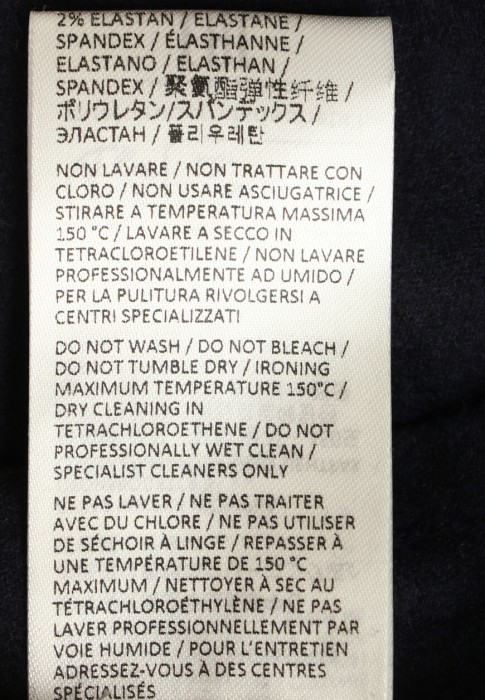 2% ELASTAN / ELASTANE /
SPANDEX / ÉLASTHANNE /
ELASTANO / ELASTHAN /
SPANDEX / 聚氨酯弹性纤维 /
ポリウレタン/スパンデックス /
ЭЛАСТАН / 폴리우레탄
NON LAVARE / NON TRATTARE CON
CLORO / NON USARE ASCIUGATRICE /
STIRARE A TEMPERATURA MASSIMA
150 °C / LAVARE A SECCO IN
TETRACLOROETILENE / NON LAVARE
PROFESSIONALMENTE AD UMIDO /
PER LA PULITURA RIVOLGERSI A
CENTRI SPECIALIZZATI
DO NOT WASH / DO NOT BLEACH /
DO NOT TUMBLE DRY / IRONING
MAXIMUM TEMPERATURE 150°C /
DRY CLEANING IN
TETRACHLOROETHENE / DO NOT
PROFESSIONALLY WET CLEAN /
SPECIALIST CLEANERS ONLY
NE PAS LAVER / NE PAS TRAITER
AVEC DU CHLORE / NE PAS UTILISER
DE SÉCHOIR À LINGE / REPASSER À
UNE TEMPÉRATURE DE 150 °C
MAXIMUM / NETTOYER À SEC AU
TÉTRACHLOROÉTHYLÈNE / NE PAS
LAVER PROFESSIONNELLEMENT PAR
VOIE HUMIDE / POUR L'ENTRETIEN
ADRESSEZ-VOUS À DES CENTRES
SPÉCIALISÉS